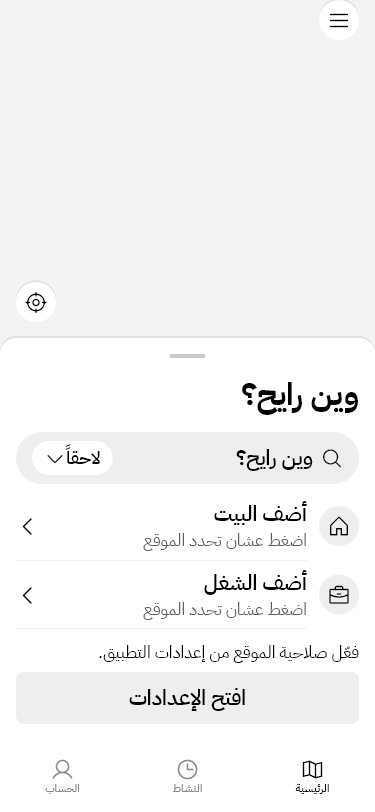 وين رايح؟
وين رايح؟ لاحقاً
أضف البيت
اضغط عشان تحدد الموقع
أضف الشغل
اضغط عشان تحدد الموقع
فعّل صلاحية الموقع من إعدادات التطبيق.
افتح الإعدادات
الرئيسية النشاط الحساب